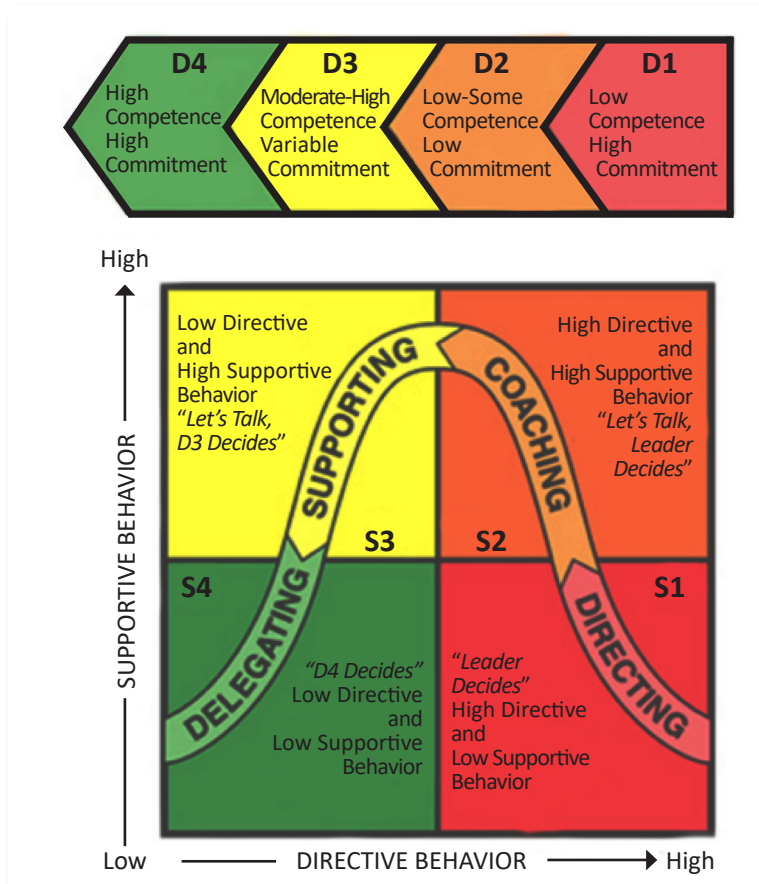 D4
High
Competence
High
Commitment
D3
Moderate-High
Competence
Variable
Commitment
D2
Low-Some
Competence
Low
Commitment
D1
Low
Competence
High
Commitment
High
SUPPORTIVE BEHAVIOR
Low Directive
and
High Supportive
Behavior
“Let’s Talk,
D3 Decides”
S3
SUPPORTING
High Directive
and
High Supportive
Behavior
“Let’s Talk,
Leader
Decides”
S2
COACHING
S4
DELEGATING
“D4 Decides”
Low Directive
and
Low Supportive
Behavior
S1
DIRECTING
“Leader
Decides”
High Directive
and
Low Supportive
Behavior
Low
DIRECTIVE BEHAVIOR
High